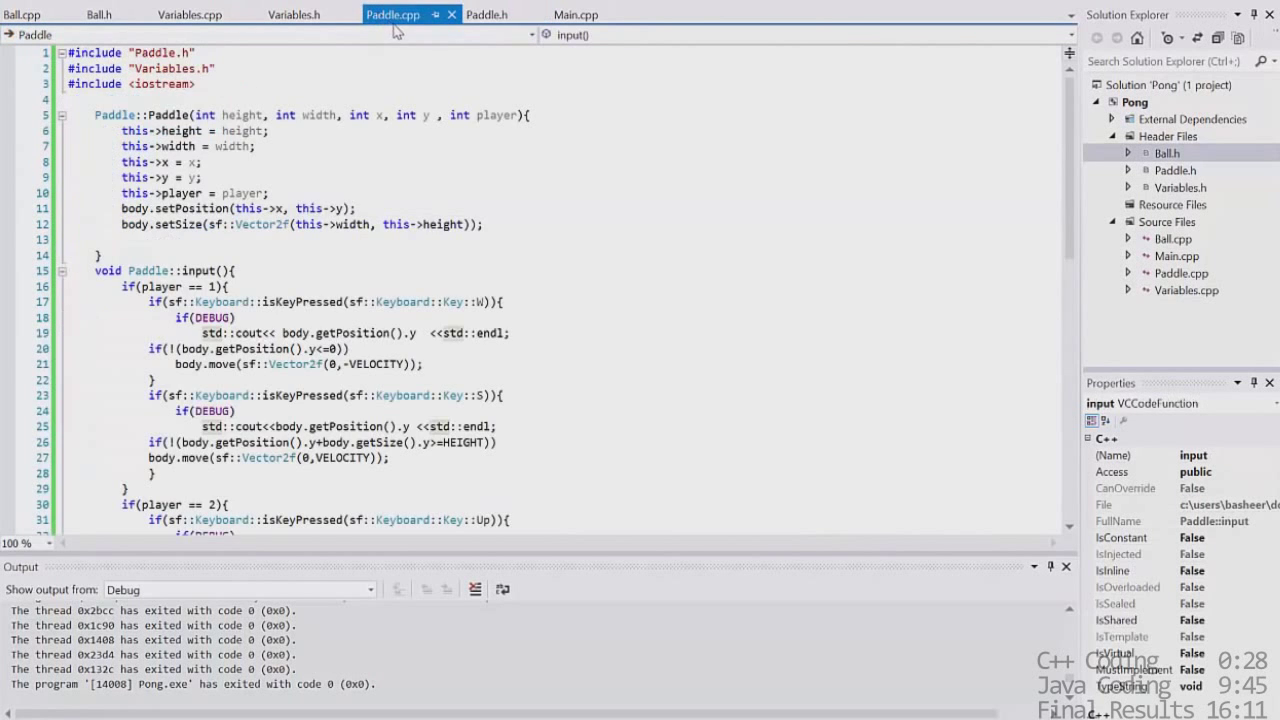 Ball.cpp Ball.h Variables.cpp Variables.h Paddle.cpp Paddle.h Main.cpp
Paddle input()
1 #include "Paddle.h"
2 #include "Variables.h"
3 #include <iostream>
4
5 Paddle::Paddle(int height, int width, int x, int y , int player){
6 this->height = height;
7 this->width = width;
8 this->x = x;
9 this->y = y;
10 this->player = player;
11 body.setPosition(this->x, this->y);
12 body.setSize(sf::Vector2f(this->width, this->height));
13
14 }
15 void Paddle::input(){
16 if(player == 1){
17 if(sf::Keyboard::isKeyPressed(sf::Keyboard::Key::W)){
18 if(DEBUG)
19 std::cout<< body.getPosition().y <<std::endl;
20 if(!(body.getPosition().y<=0))
21 body.move(sf::Vector2f(0,-VELOCITY));
22 }
23 if(sf::Keyboard::isKeyPressed(sf::Keyboard::Key::S)){
24 if(DEBUG)
25 std::cout<<body.getPosition().y <<std::endl;
26 if(!(body.getPosition().y+body.getSize().y>=HEIGHT))
27 body.move(sf::Vector2f(0,VELOCITY));
28 }
29 }
30 if(player == 2){
31 if(sf::Keyboard::isKeyPressed(sf::Keyboard::Key::Up)){
100 %
Output
Show output from: Debug
The thread 0x2bcc has exited with code 0 (0x0).
The thread 0x1c90 has exited with code 0 (0x0).
The thread 0x1408 has exited with code 0 (0x0).
The thread 0x23d4 has exited with code 0 (0x0).
The thread 0x132c has exited with code 0 (0x0).
The program '[14008] Pong.exe' has exited with code 0 (0x0).
Solution Explorer
Search Solution Explorer (Ctrl+;)
Solution 'Pong' (1 project)
Pong
External Dependencies
Header Files
Ball.h
Paddle.h
Variables.h
Resource Files
Source Files
Ball.cpp
Main.cpp
Paddle.cpp
Variables.cpp
Properties
input VCCodeFunction
C++
(Name) input
Access public
CanOverride False
File c:\users\basheer\de
FullName Paddle::input
IsConstant False
IsInjected False
IsInline False
IsOverloaded False
IsSealed False
IsShared False
IsTemplate False
IsVirtual False
MustImplement False
TypeString void
C++
C++ Coding 0:28
Java Coding 9:45
Final Results 16:11